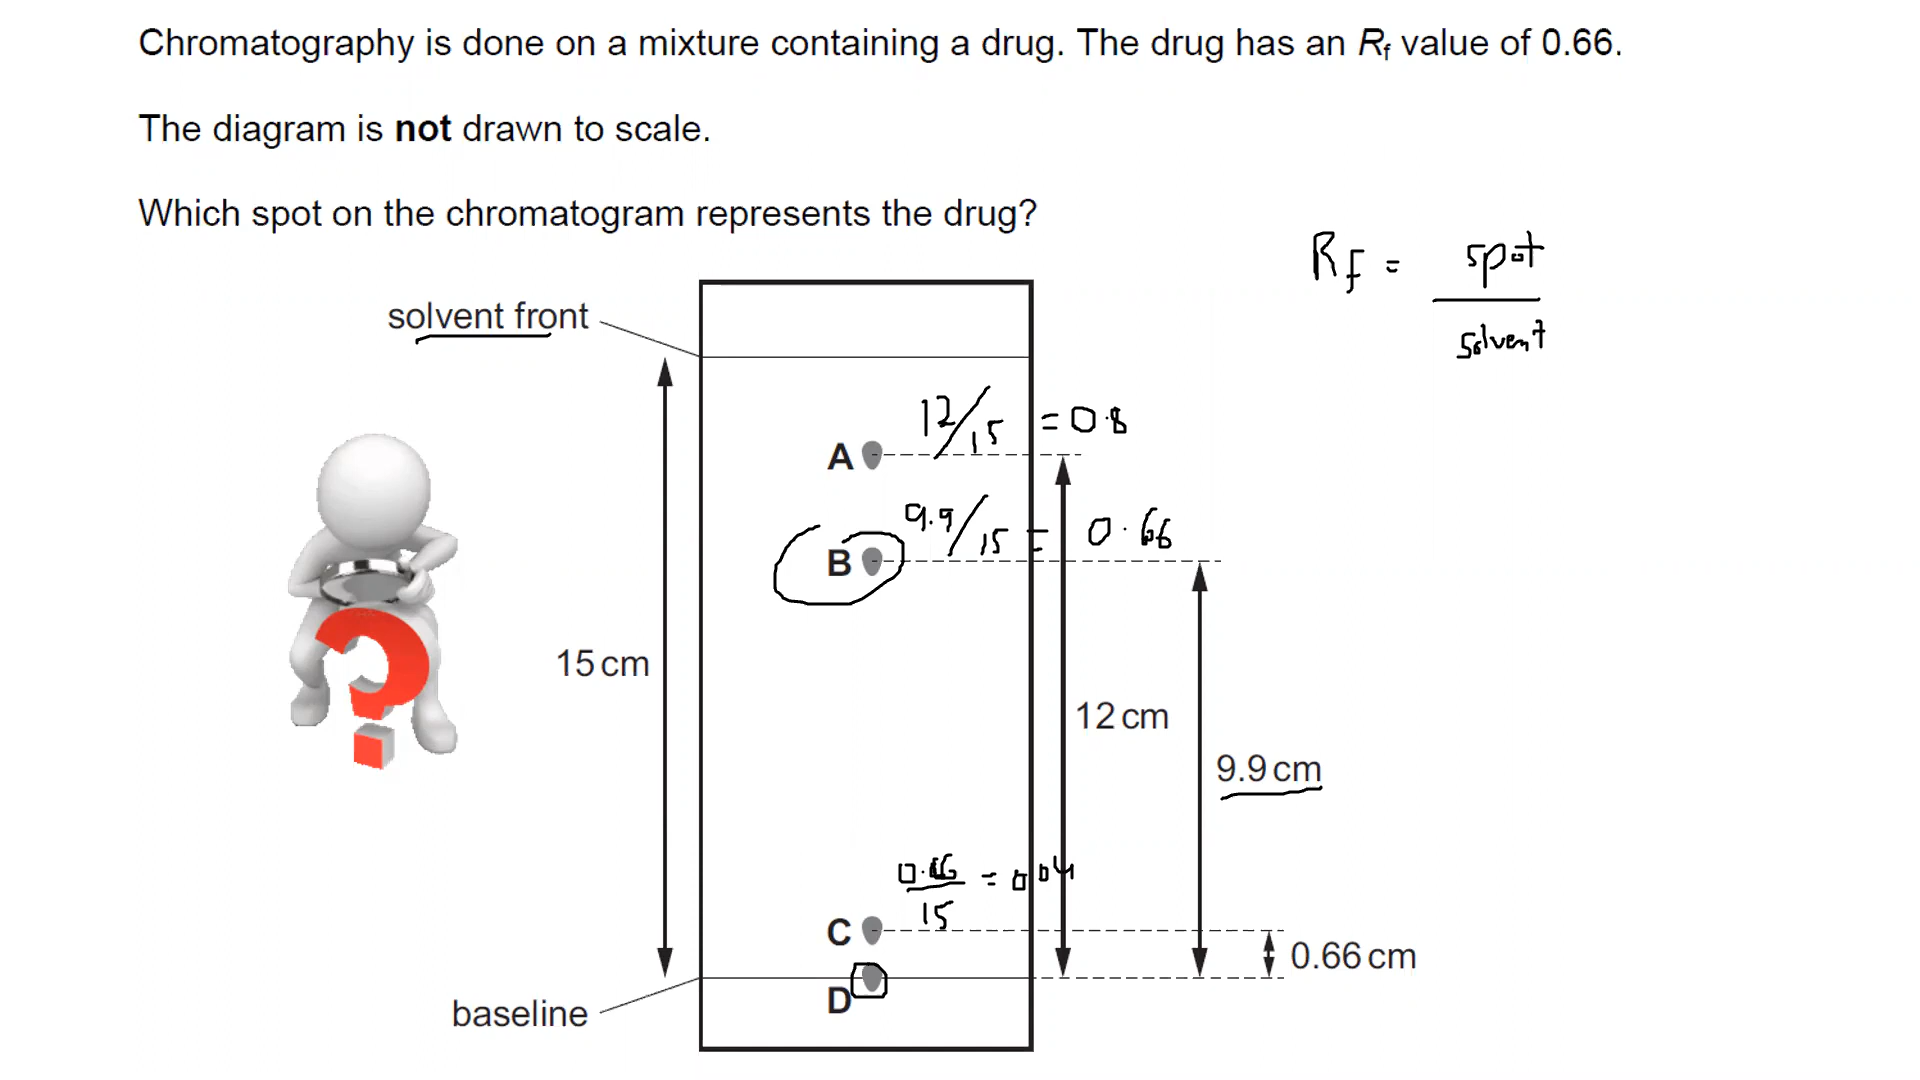 Chromatography is done on a mixture containing a drug. The drug has an Rf value of 0.66.
The diagram is not drawn to scale.
Which spot on the chromatogram represents the drug?
Rf = spot
solvent
solvent front
12/15 = 0.8
A
9.9/15 = 0.66
B
15 cm
12 cm
9.9 cm
0.66
15
= 0.04
C
0.66 cm
D
baseline